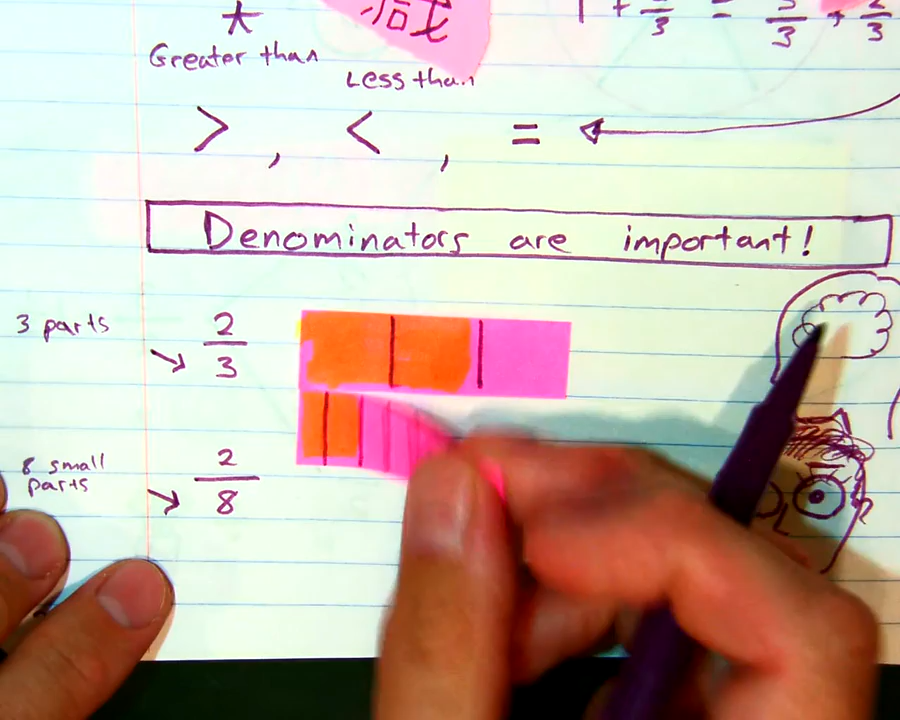 Greater than
Less than
> , < , =
Denominators are important!
3 parts
2
3
8 small
parts
2
8